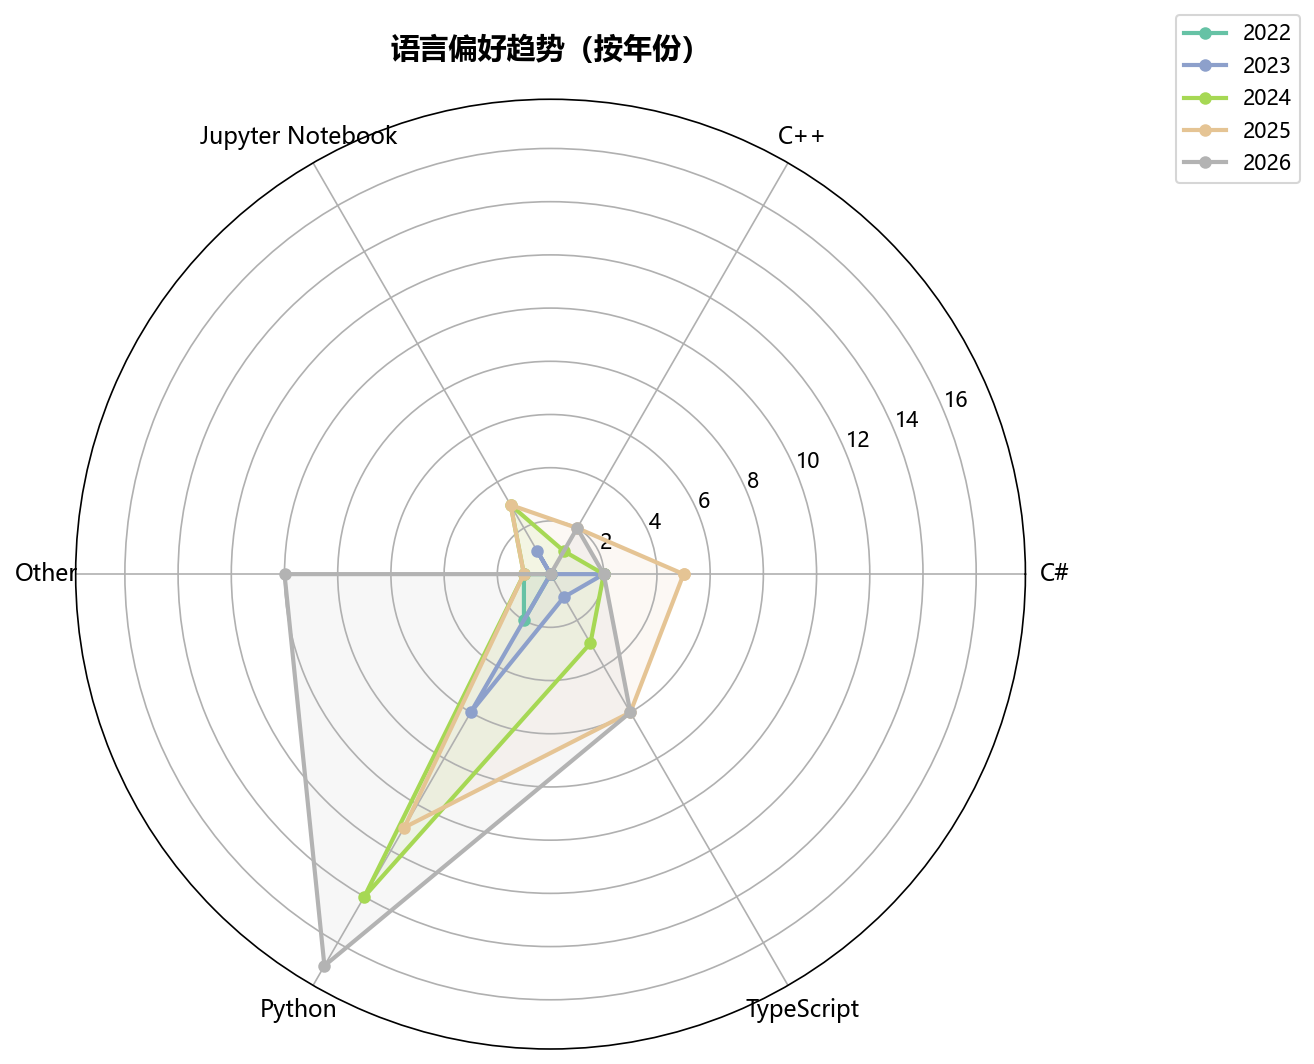 语言偏好趋势（按年份）
2022
2023
2024
2025
2026
Jupyter Notebook
C++
16
14
12
10
8
6
4
2
Other
C#
Python
TypeScript